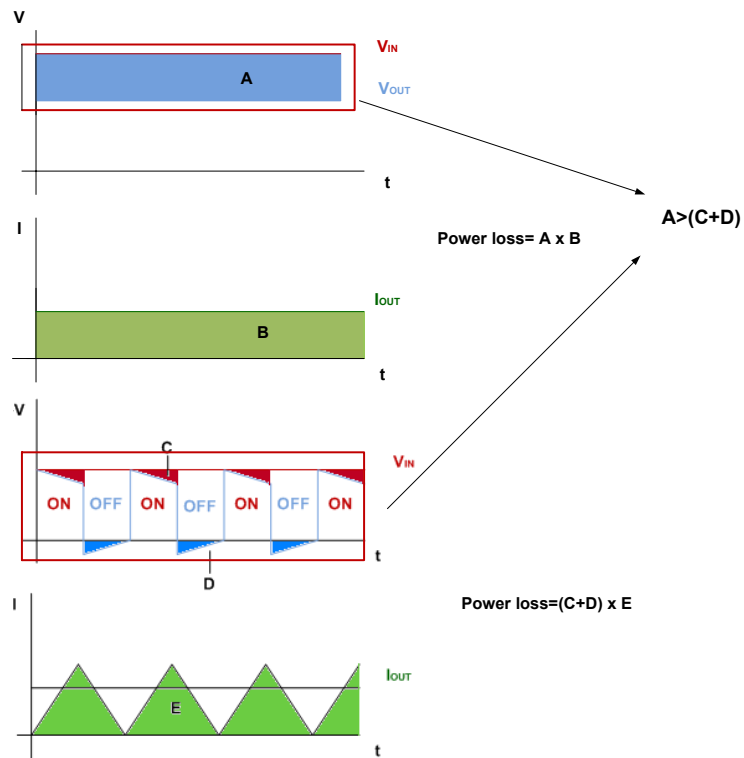 V
VIN
A
VOUT
t
A>(C+D)
I
Power loss= A x B
IOUT
B
t
V
C
VIN
ON OFF ON OFF ON OFF ON
t
D
I
Power loss=(C+D) x E
IOUT
E
t